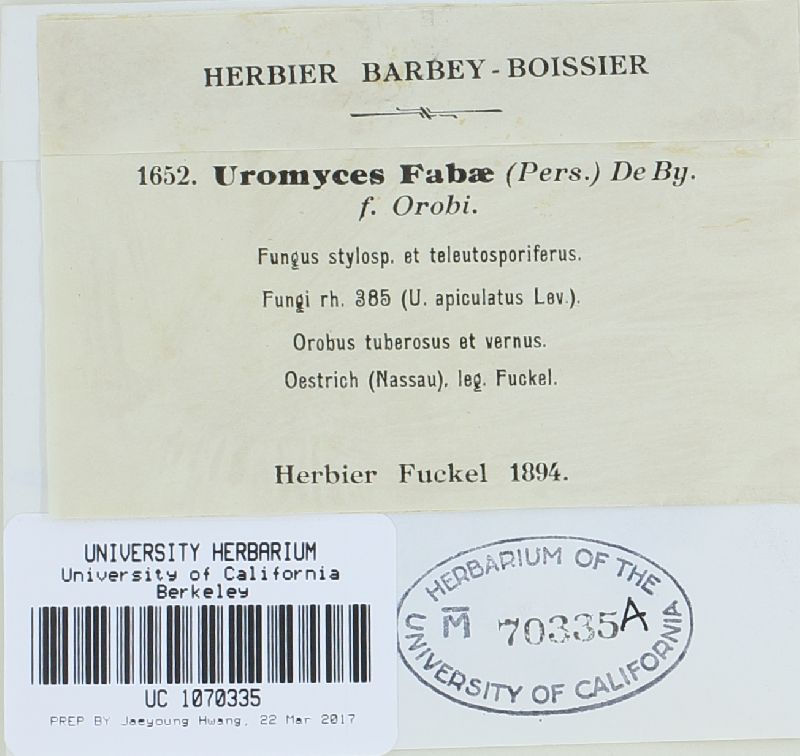 HERBIER BARBEY-BOISSIER
1652. Uromyces Fabæ (Pers.) De By.
f. Orobi.
Fungus stylosp. et teleutosporiferus.
Fungi rh. 385 (U. apiculatus Lev.).
Orobus tuberosus et vernus.
Oestrich (Nassau), leg. Fuckel.
Herbier Fuckel 1894.
UNIVERSITY HERBARIUM
University of California
Berkeley
UC 1070335
PREP BY Jaeyoung Hwang, 22 Mar 2017
HERBARIUM OF THE
M̅ 70335A
UNIVERSITY OF CALIFORNIA